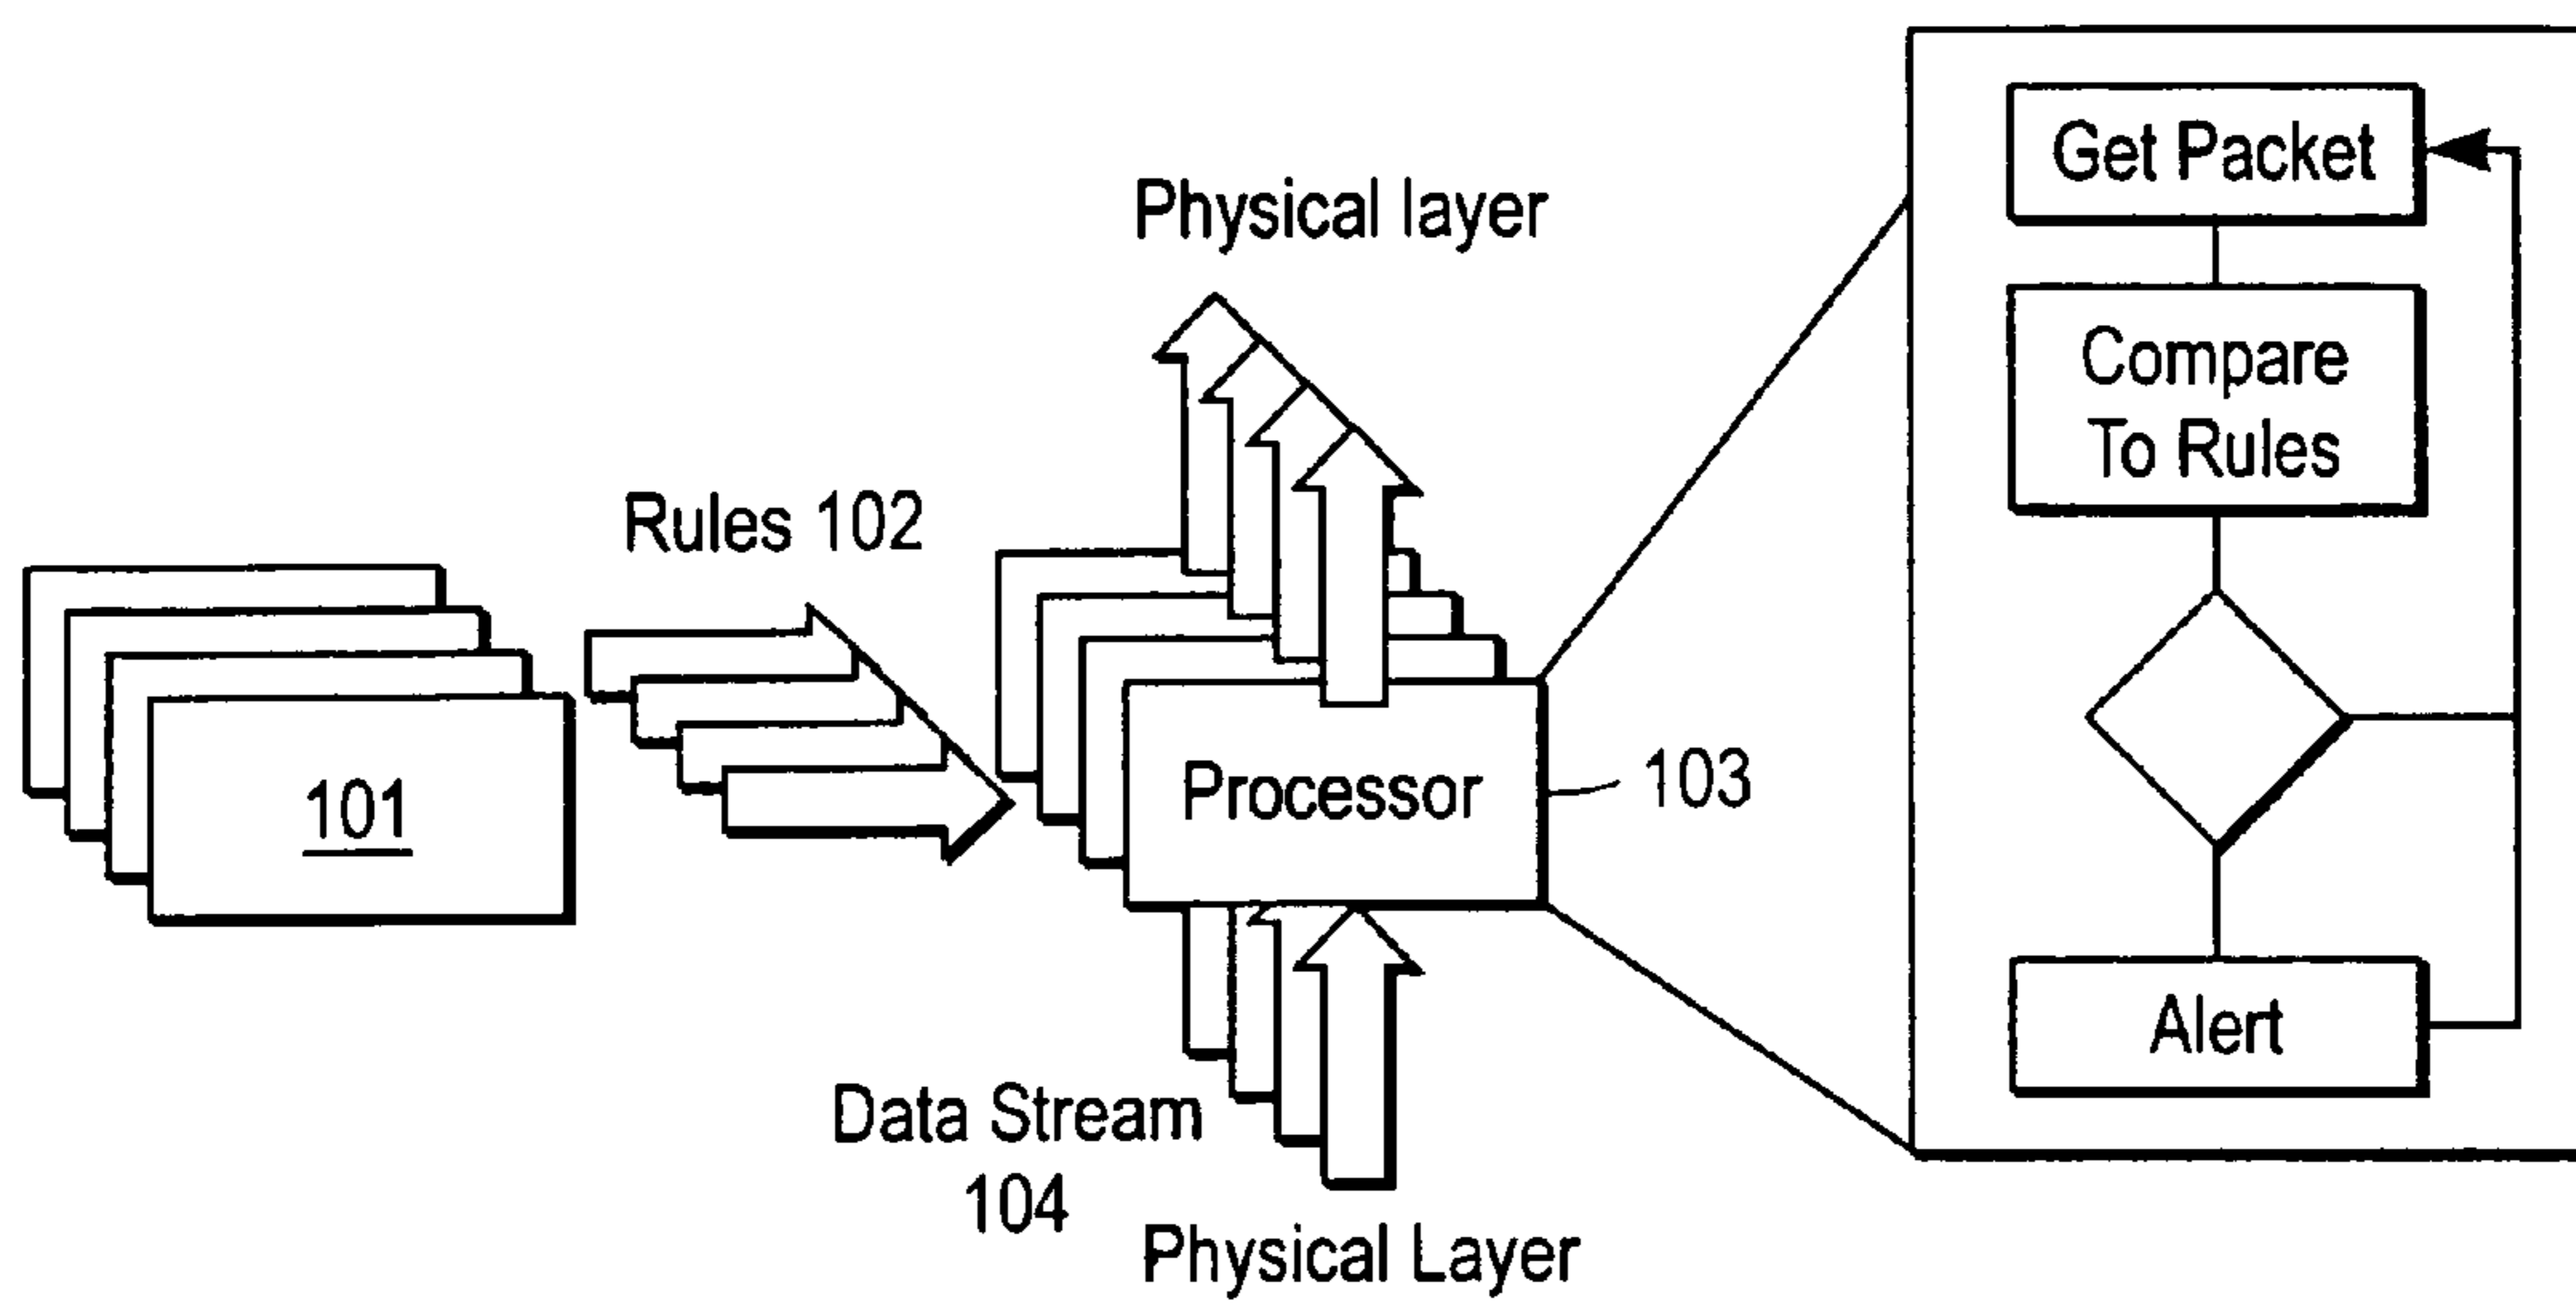 Physical layer
Rules 102
101
Processor
103
Data Stream
104
Physical Layer
Get Packet
Compare
To Rules
Alert